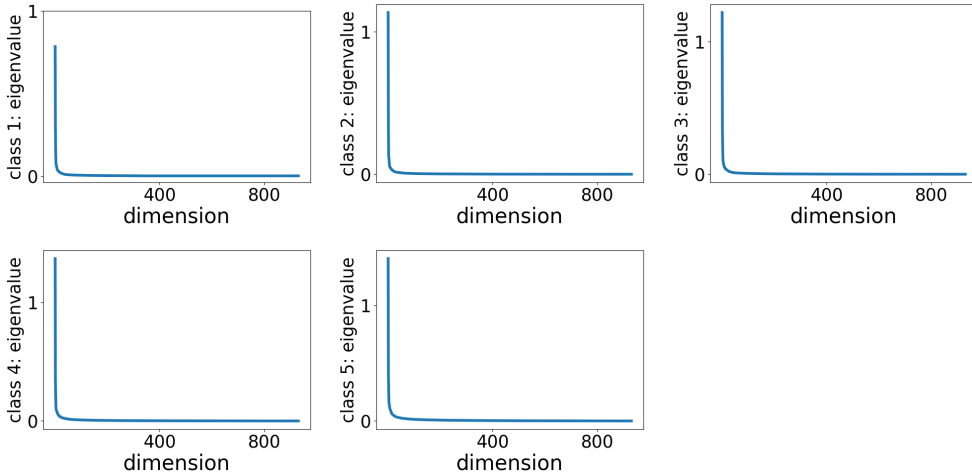 class 1: eigenvalue
1
0
400
800
dimension
class 2: eigenvalue
1
0
400
800
dimension
class 3: eigenvalue
1
0
400
800
dimension
class 4: eigenvalue
1
0
400
800
dimension
class 5: eigenvalue
1
0
400
800
dimension